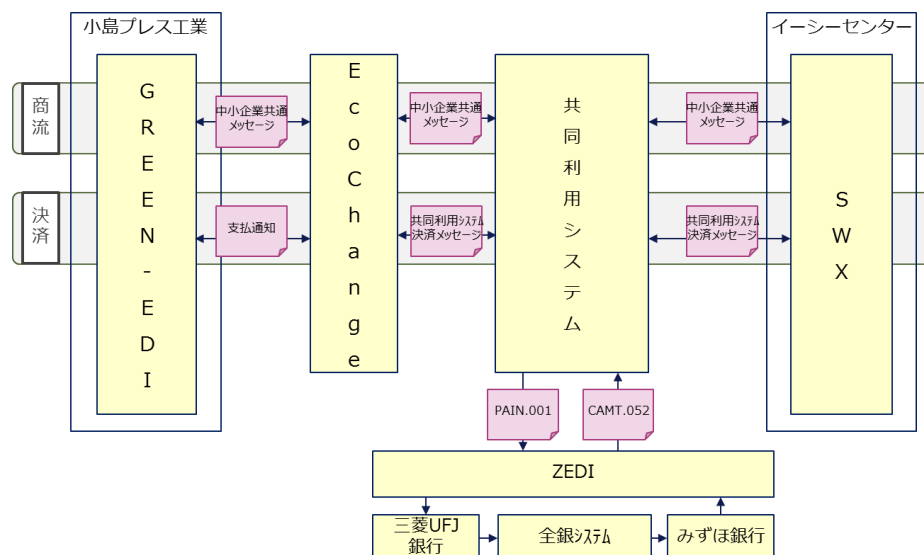 小島プレス工業
イーシーセンター
商
流
決
済
G
R
E
E
N
-
E
D
I
中小企業共通
メッセージ
支払通知
E
c
o
C
h
a
n
g
e
中小企業共通
メッセージ
共同利用システム
決済メッセージ
共
同
利
用
シ
ス
テ
ム
中小企業共通
メッセージ
共同利用システム
決済メッセージ
S
W
X
PAIN.001
CAMT.052
ZEDI
三菱UFJ
銀行
全銀システム
みずほ銀行